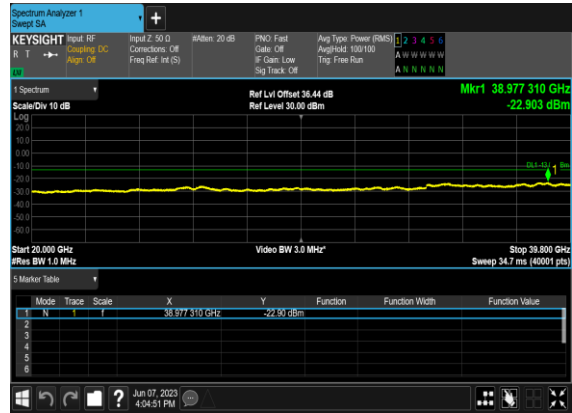 Spectrum Analyzer 1
Swept SA
+
KEYSIGHT
R T
Input: RF
Coupling: DC
Align: Off
Input Z: 50 Ω
Corrections: Off
Freq Ref: Int (S)
#Atten: 20 dB
PNO: Fast
Gate: Off
IF Gain: Low
Sig Track: Off
Avg Type: Power (RMS)
Avg|Hold: 100/100
Trig: Free Run
1 2 3 4 5 6
A W W W W W
A N N N N N
1 Spectrum
Scale/Div 10 dB
Ref Lvl Offset 36.44 dB
Ref Level 30.00 dBm
Mkr1 38.977 310 GHz
-22.903 dBm
Log
20.0
10.0
0.00
-10.0
-20.0
-30.0
-40.0
-50.0
-60.0
1
Start 20.000 GHz
#Res BW 1.0 MHz
Video BW 3.0 MHz*
Stop 39.800 GHz
Sweep 34.7 ms (40001 pts)
5 Marker Table
Mode Trace Scale X Y Function Function Width Function Value
1 N 1 f 38.977 310 GHz -22.90 dBm
2
3
4
5
6
?
Jun 07, 2023
4:04:51 PM